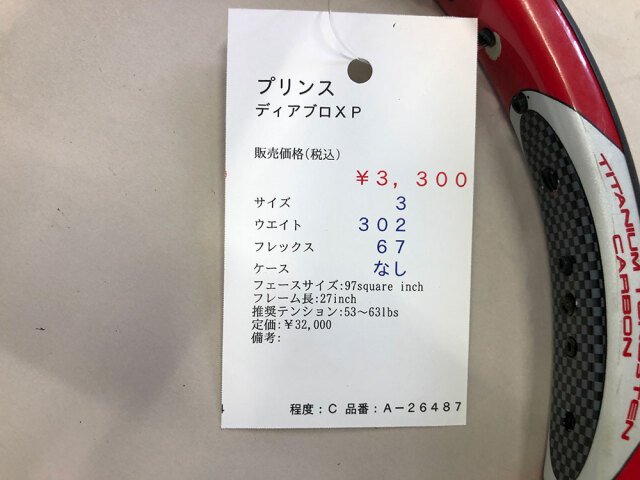 プリンス
ディアブロＸＰ
販売価格(税込)
￥３，３００
サイズ ３
ウエイト ３０２
フレックス ６７
ケース なし
フェースサイズ:97square inch
フレーム長:27inch
推奨テンション:53〜63lbs
定価:￥32,000
備考:
程度：Ｃ 品番：Ａ－２６４８７
TITANIUM TUNGSTEN
CARBON